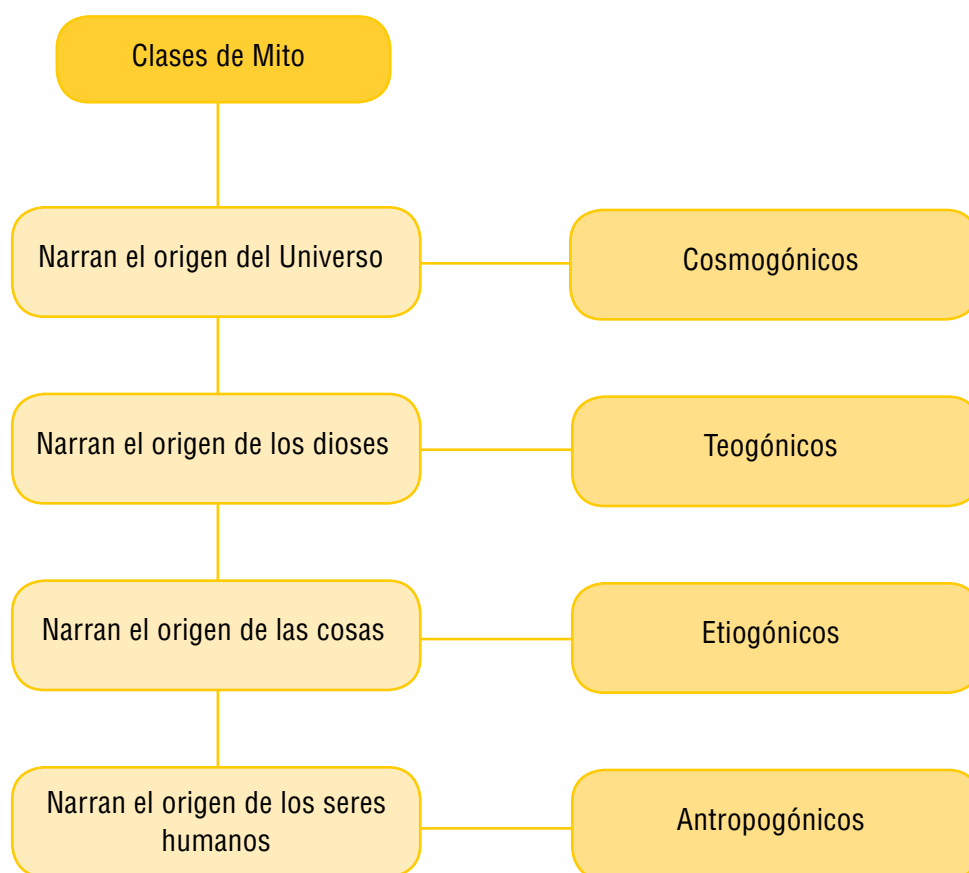 Clases de Mito
Narran el origen del Universo
Cosmogónicos
Narran el origen de los dioses
Teogónicos
Narran el origen de las cosas
Etiogónicos
Narran el origen de los seres
humanos
Antropogónicos